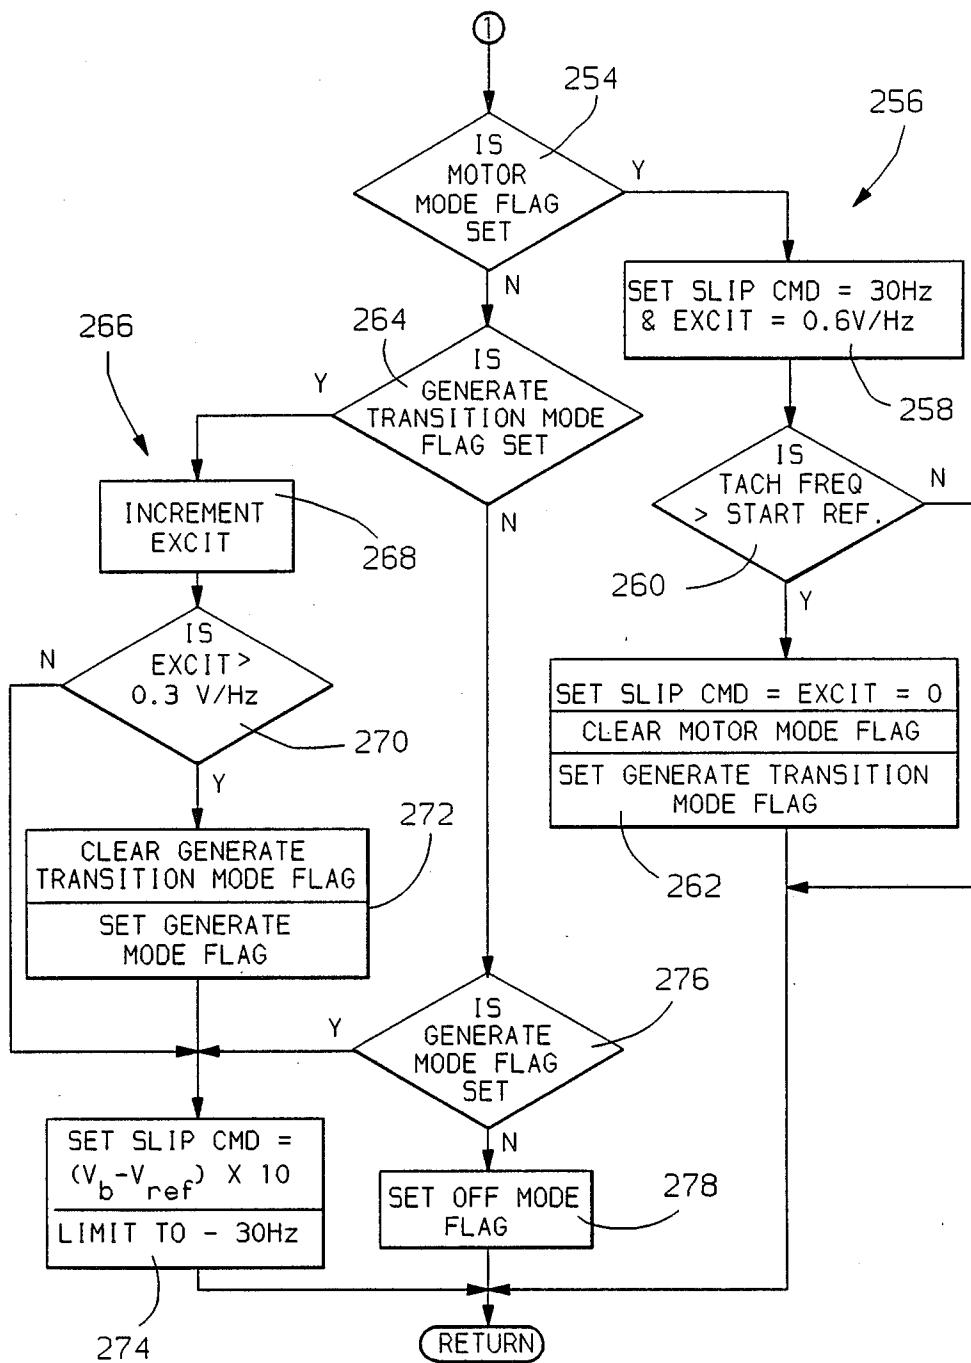 1
254
256
IS
MOTOR
MODE FLAG
SET
Y
N
SET SLIP CMD = 30Hz
& EXCIT = 0.6V/Hz
258
264
266
IS
GENERATE
TRANSITION MODE
FLAG SET
Y
N
IS
TACH FREQ
> START REF.
N
260
Y
INCREMENT
EXCIT
268
IS
EXCIT>
0.3 V/Hz
N
270
Y
SET SLIP CMD = EXCIT = 0
CLEAR MOTOR MODE FLAG
SET GENERATE TRANSITION
MODE FLAG
262
272
CLEAR GENERATE
TRANSITION MODE FLAG
SET GENERATE
MODE FLAG
276
IS
GENERATE
MODE FLAG
SET
Y
N
SET SLIP CMD =
(Vb-Vref) X 10
LIMIT TO - 30Hz
274
SET OFF MODE
FLAG
278
RETURN